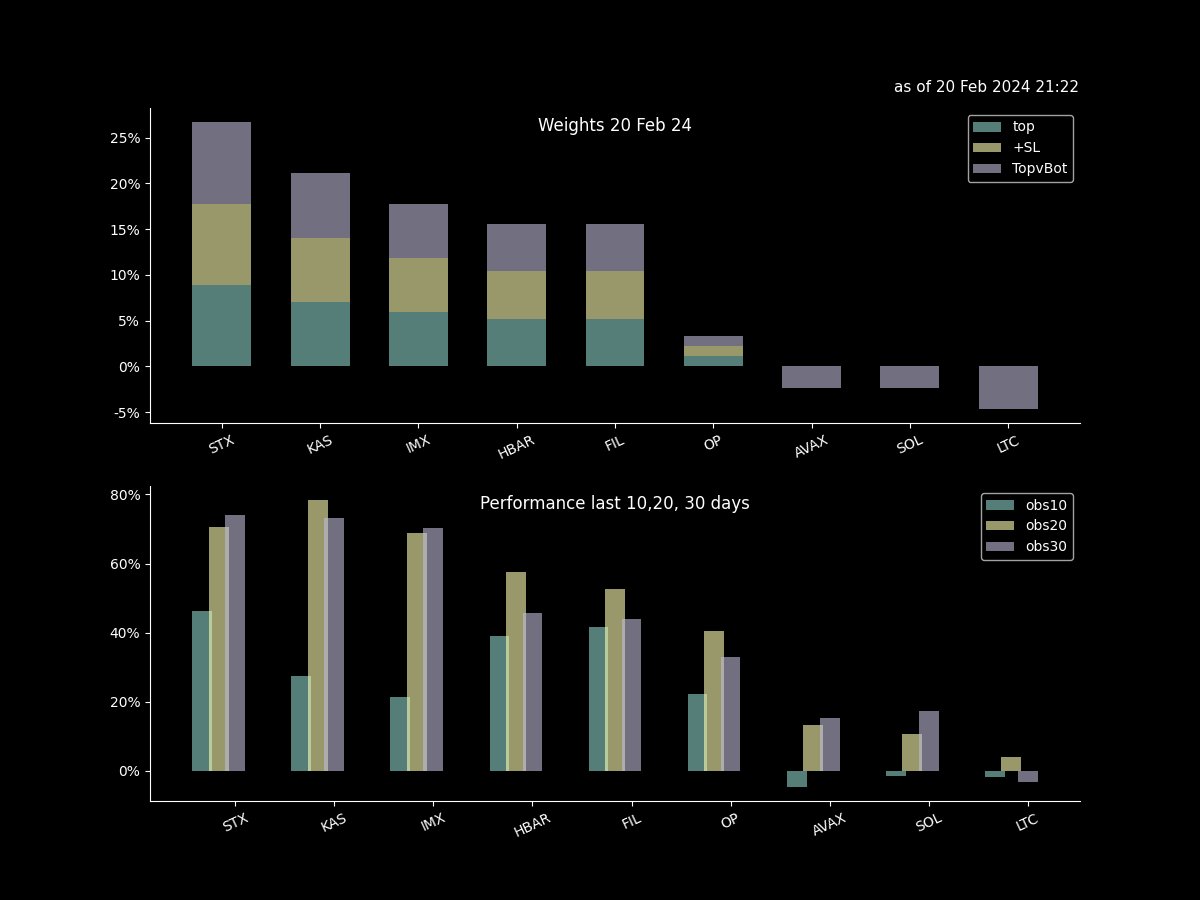 as of 20 Feb 2024 21:22
Weights 20 Feb 24
top
+SL
TopvBot
25%
20%
15%
10%
5%
0%
-5%
STX KAS IMX HBAR FIL OP AVAX SOL LTC
Performance last 10,20, 30 days
obs10
obs20
obs30
80%
60%
40%
20%
0%
STX KAS IMX HBAR FIL OP AVAX SOL LTC